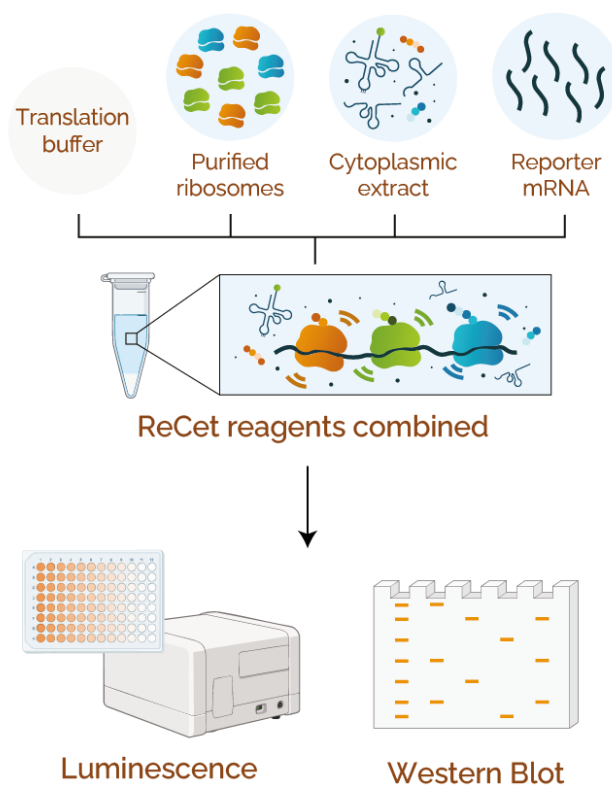 Translation
buffer
Purified
ribosomes
Cytoplasmic
extract
Reporter
mRNA
ReCet reagents combined
Luminescence
Western Blot